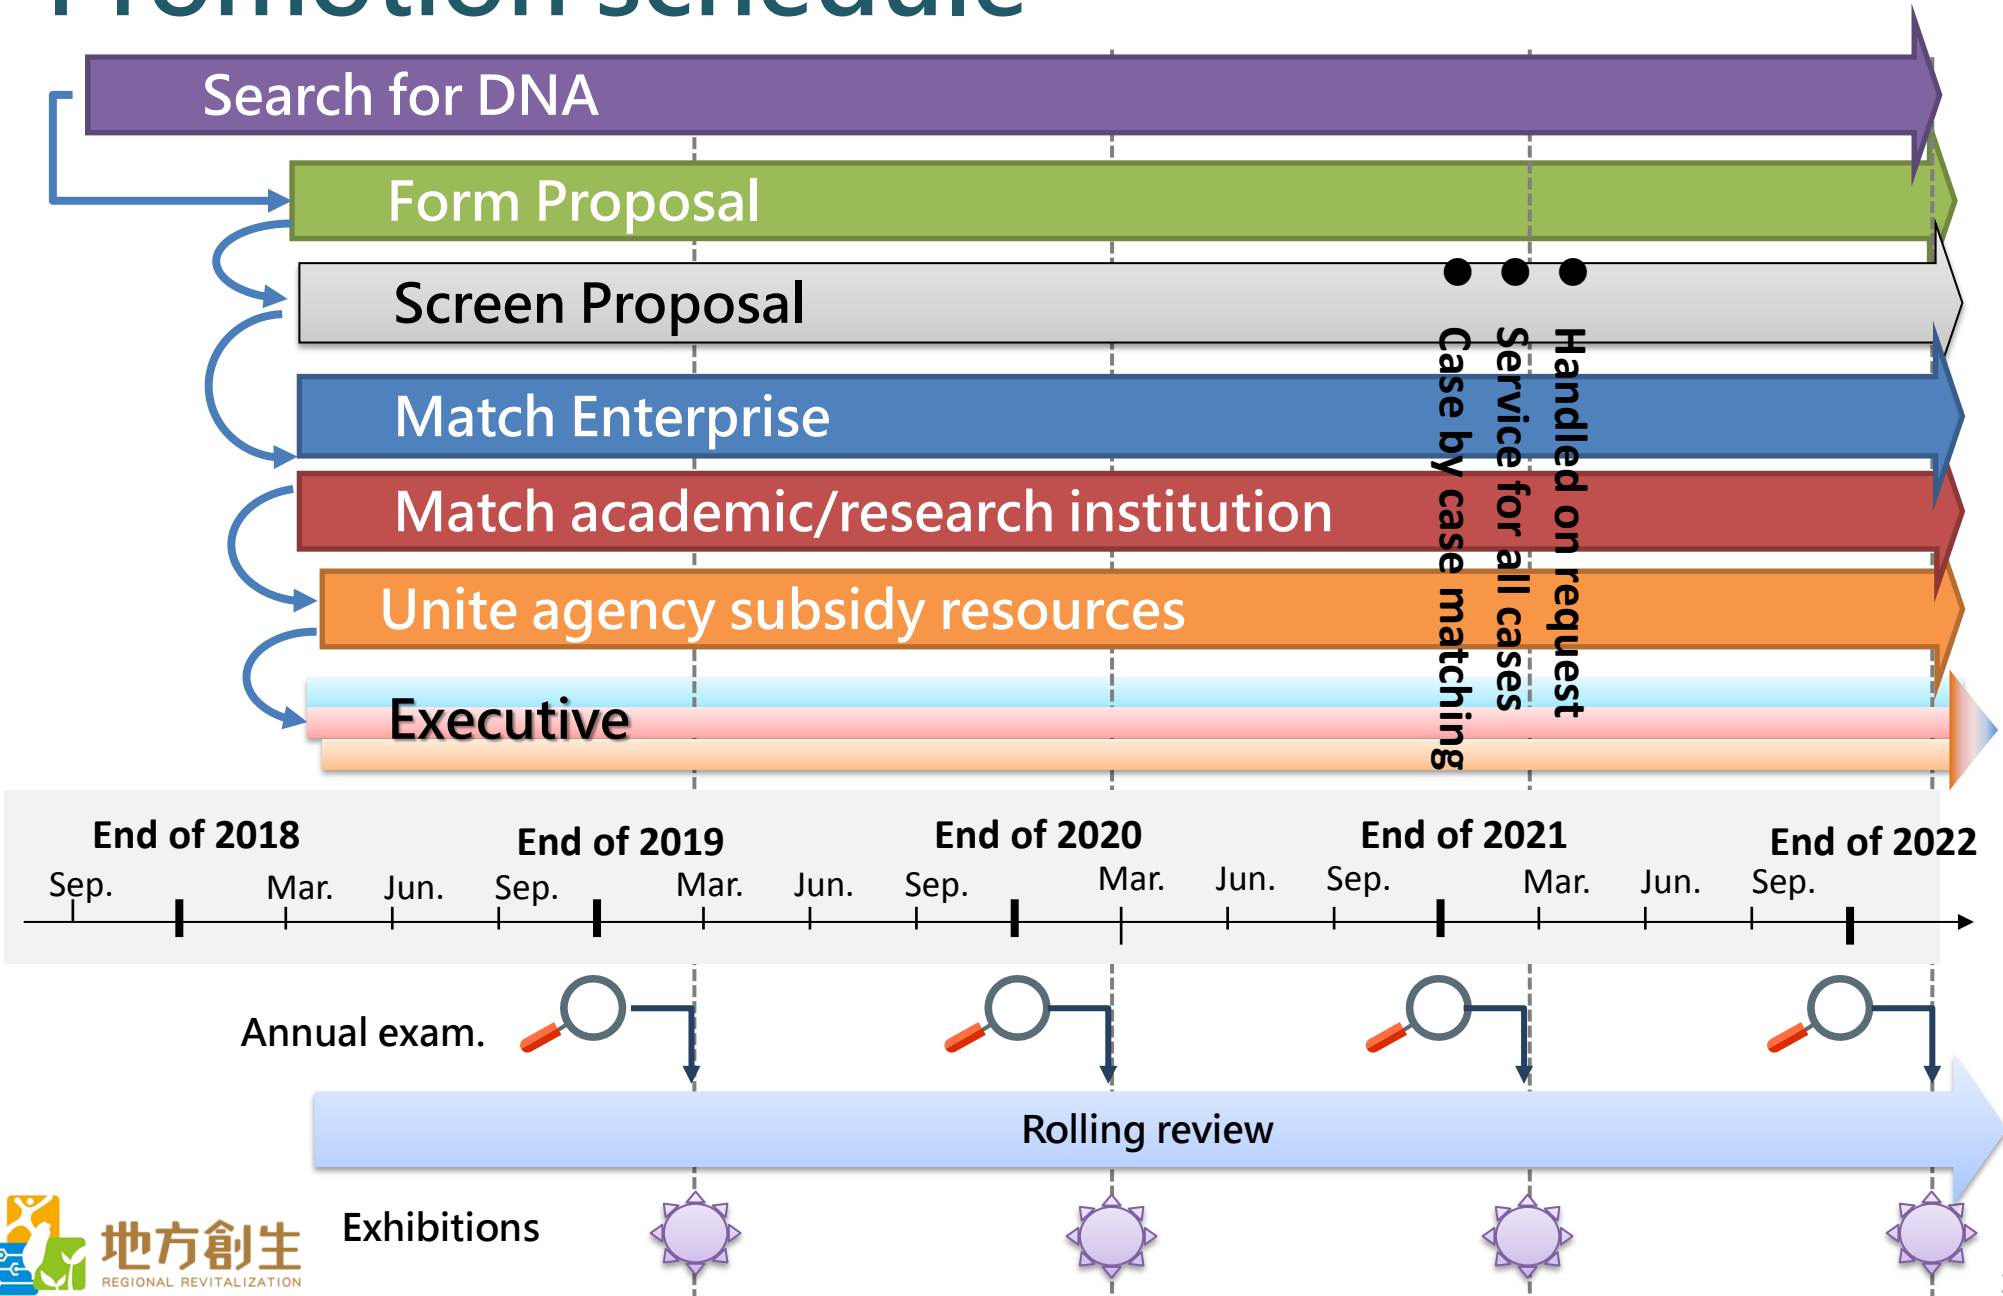 Promotion schedule
Search for DNA
Form Proposal
Screen Proposal
Match Enterprise
Match academic/research institution
Unite agency subsidy resources
Executive
• Handled on request
• Service for all cases
• Case by case matching
End of 2018
End of 2019
End of 2020
End of 2021
End of 2022
Sep. Mar. Jun. Sep. Mar. Jun. Sep. Mar. Jun. Sep. Mar. Jun. Sep.
Annual exam.
Rolling review
Exhibitions
地方創生
REGIONAL REVITALIZATION